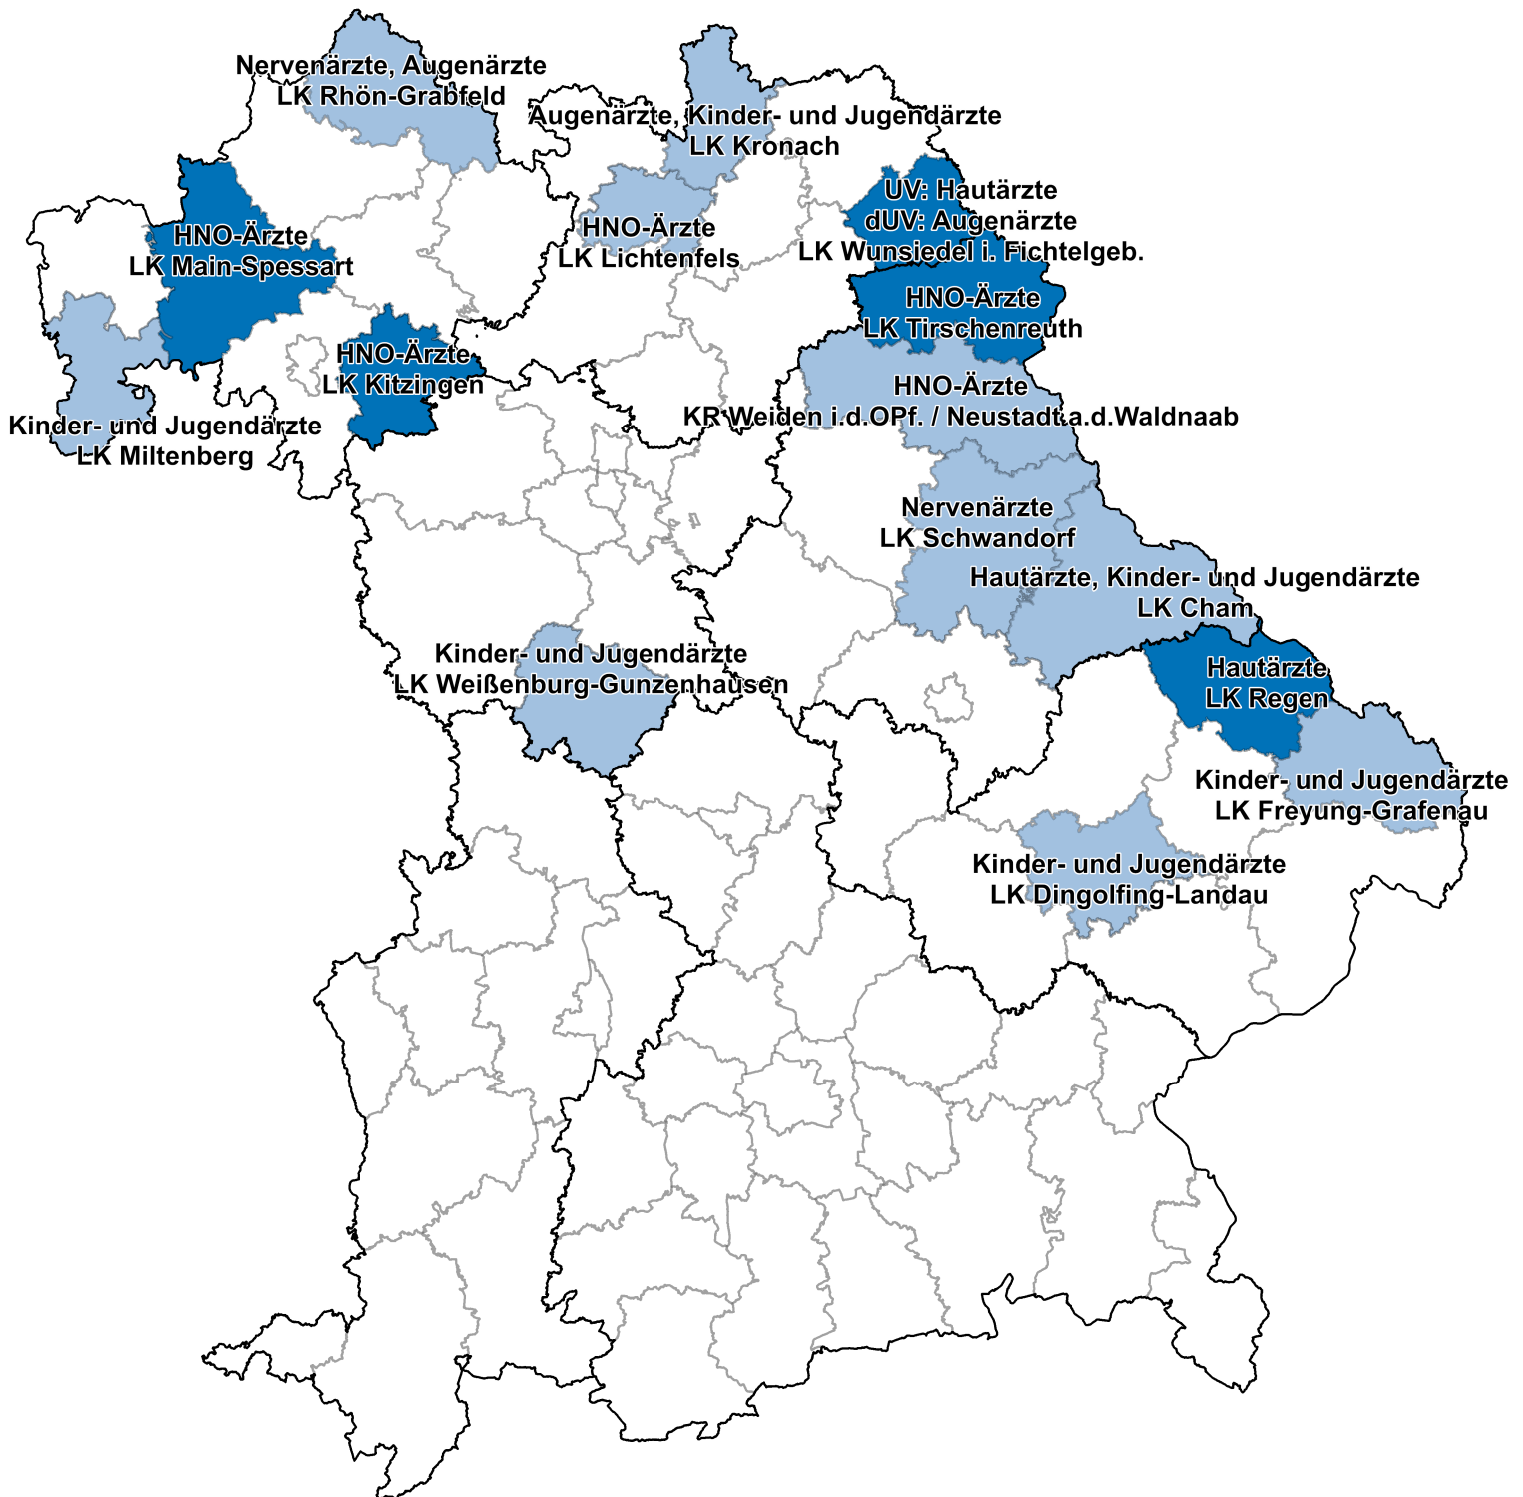 Nervenärzte, Augenärzte
LK Rhön-Grabfeld
Augenärzte, Kinder- und Jugendärzte
LK Kronach
UV: Hautärzte
dUV: Augenärzte
LK Wunsiedel i. Fichtelgeb.
HNO-Ärzte
LK Lichtenfels
HNO-Ärzte
LK Main-Spessart
HNO-Ärzte
LK Tirschenreuth
HNO-Ärzte
LK Kitzingen
HNO-Ärzte
KR Weiden i.d.OPf. / Neustadt a.d.Waldnaab
Kinder- und Jugendärzte
LK Miltenberg
Nervenärzte
LK Schwandorf
Hautärzte, Kinder- und Jugendärzte
LK Cham
Kinder- und Jugendärzte
LK Weißenburg-Gunzenhausen
Hautärzte
LK Regen
Kinder- und Jugendärzte
LK Freyung-Grafenau
Kinder- und Jugendärzte
LK Dingolfing-Landau